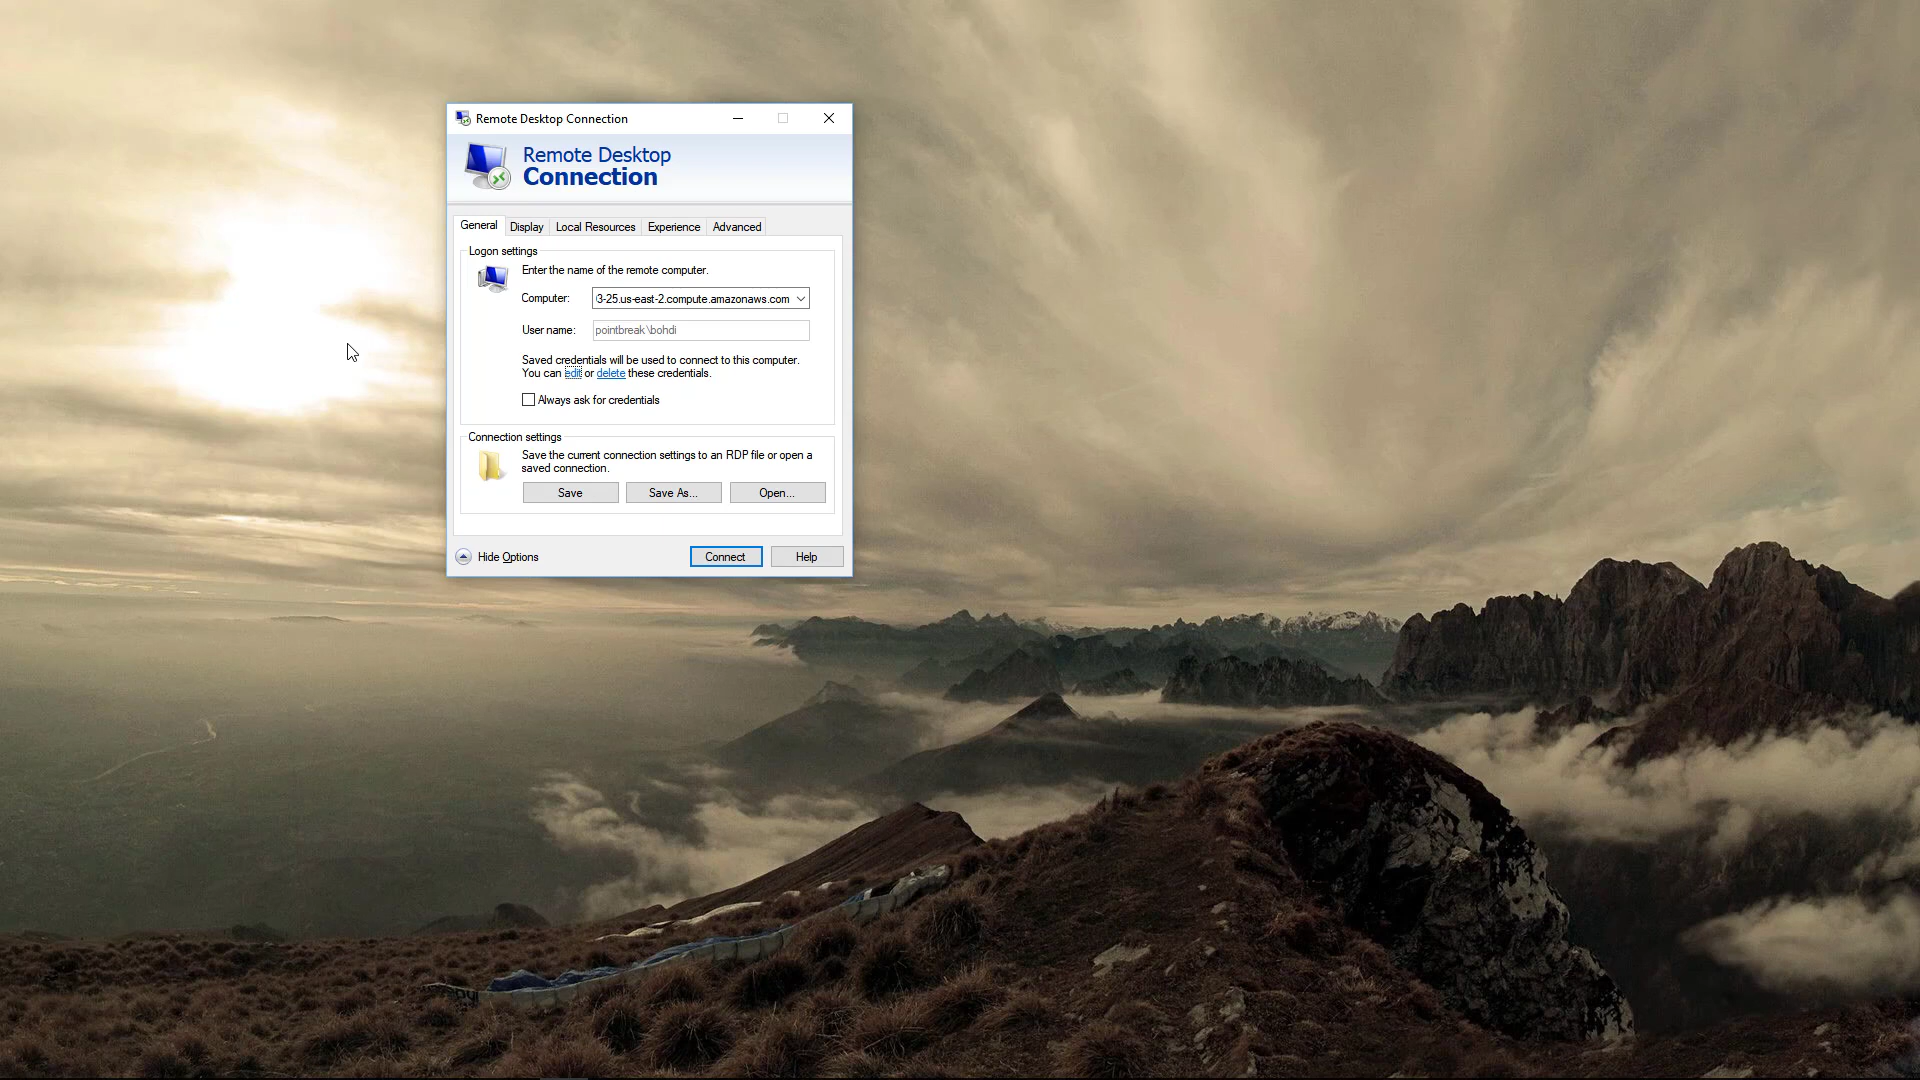 Remote Desktop Connection
Remote Desktop
Connection
General Display Local Resources Experience Advanced
Logon settings
Enter the name of the remote computer.
Computer: 3-25.us-east-2.compute.amazonaws.com
User name: pointbreak\bohdi
Saved credentials will be used to connect to this computer.
You can edit or delete these credentials.
Always ask for credentials
Connection settings
Save the current connection settings to an RDP file or open a
saved connection.
Save Save As... Open...
Hide Options Connect Help